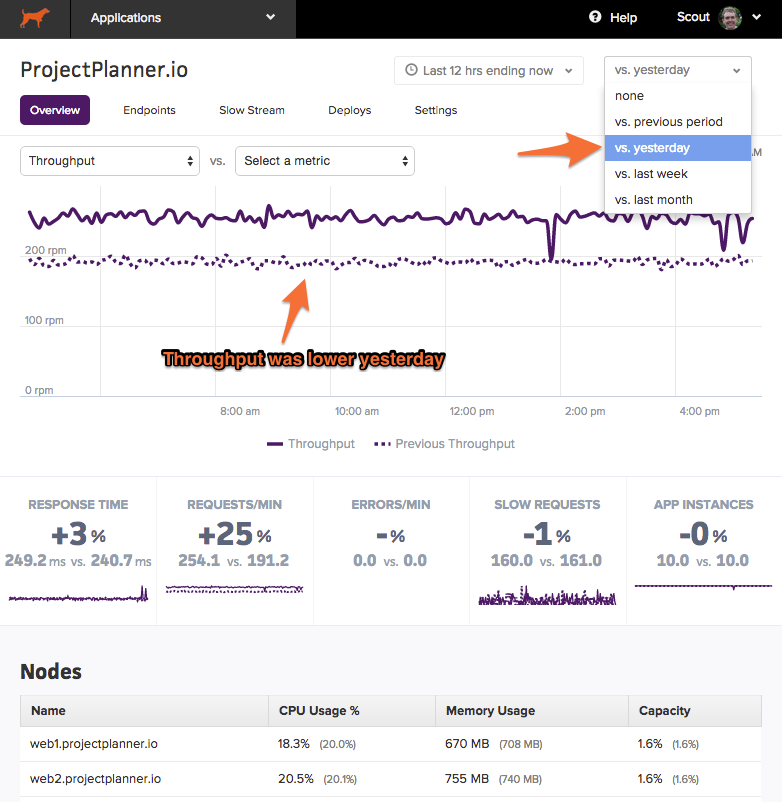 Applications
Help
Scout
ProjectPlanner.io
Last 12 hrs ending now
vs. yesterday
none
vs. previous period
vs. yesterday
vs. last week
vs. last month
Overview
Endpoints
Slow Stream
Deploys
Settings
Throughput
vs.
Select a metric
AM
200 rpm
100 rpm
0 rpm
Throughput was lower yesterday
8:00 am
10:00 am
12:00 pm
2:00 pm
4:00 pm
Throughput
Previous Throughput
RESPONSE TIME
+3 %
249.2 ms vs. 240.7 ms
REQUESTS/MIN
+25 %
254.1 vs. 191.2
ERRORS/MIN
-%
0.0 vs. 0.0
SLOW REQUESTS
-1 %
160.0 vs. 161.0
APP INSTANCES
-0 %
10.0 vs. 10.0
Nodes
Name CPU Usage % Memory Usage Capacity
web1.projectplanner.io 18.3% (20.0%) 670 MB (708 MB) 1.6% (1.6%)
web2.projectplanner.io 20.5% (20.1%) 755 MB (740 MB) 1.6% (1.6%)